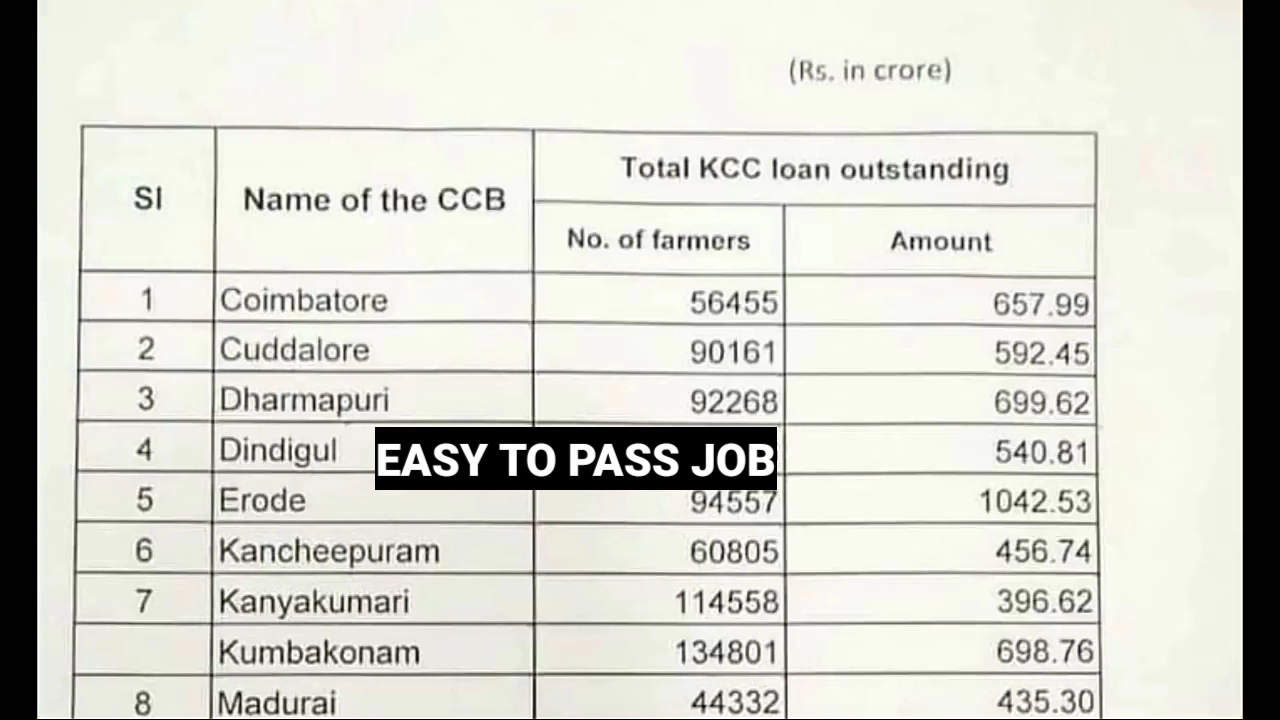 (Rs. in crore)
Sl Name of the CCB Total KCC loan outstanding
No. of farmers Amount
1 Coimbatore 56455 657.99
2 Cuddalore 90161 592.45
3 Dharmapuri 92268 699.62
4 Dindigul 540.81
EASY TO PASS JOB
5 Erode 94557 1042.53
6 Kancheepuram 60805 456.74
7 Kanyakumari 114558 396.62
Kumbakonam 134801 698.76
8 Madurai 44332 435.30